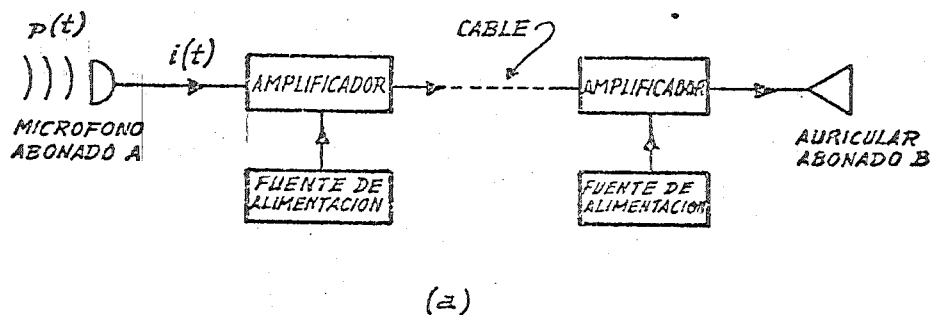 p(t)
i(t)
CABLE
AMPLIFICADOR
AMPLIFICADOR
MICROFONO
ABONADO A
AURICULAR
ABONADO B
FUENTE DE
ALIMENTACION
FUENTE DE
ALIMENTACION
(a)